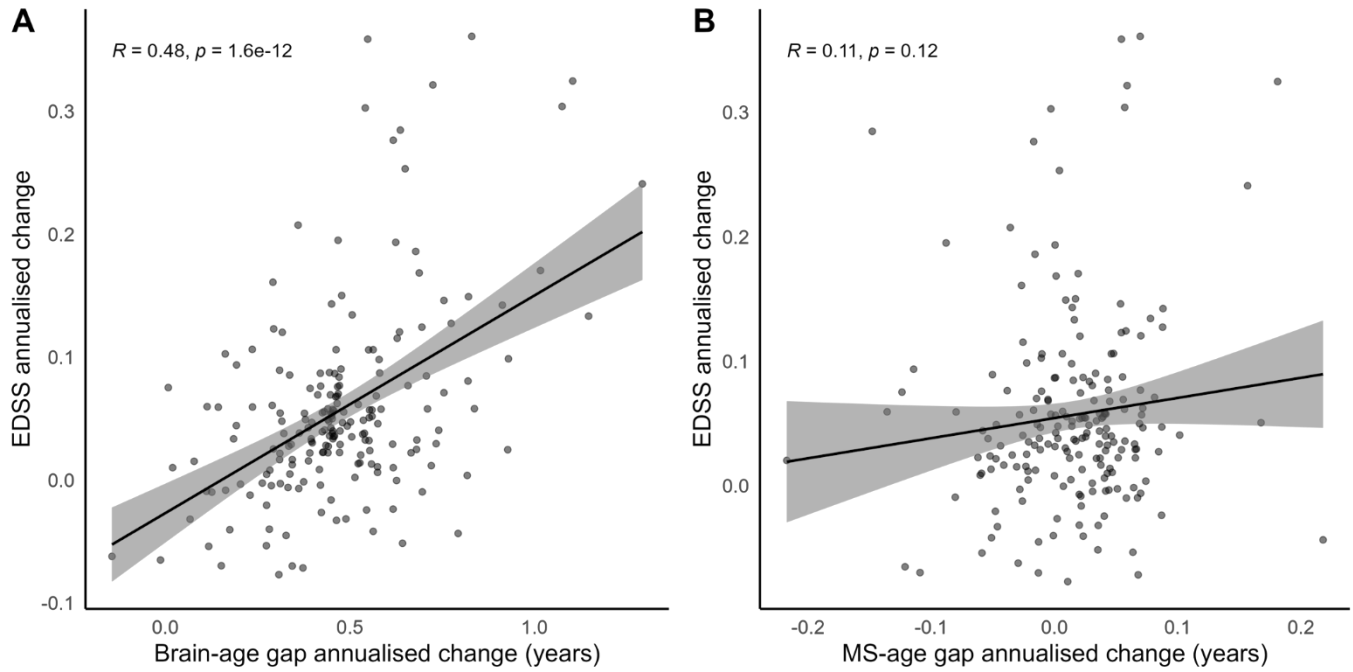 A
R = 0.48, p = 1.6e-12
EDSS annualised change
0.3
0.2
0.1
0.0
-0.1
0.0 0.5 1.0
Brain-age gap annualised change (years)
B
R = 0.11, p = 0.12
EDSS annualised change
0.3
0.2
0.1
0.0
-0.2 -0.1 0.0 0.1 0.2
MS-age gap annualised change (years)